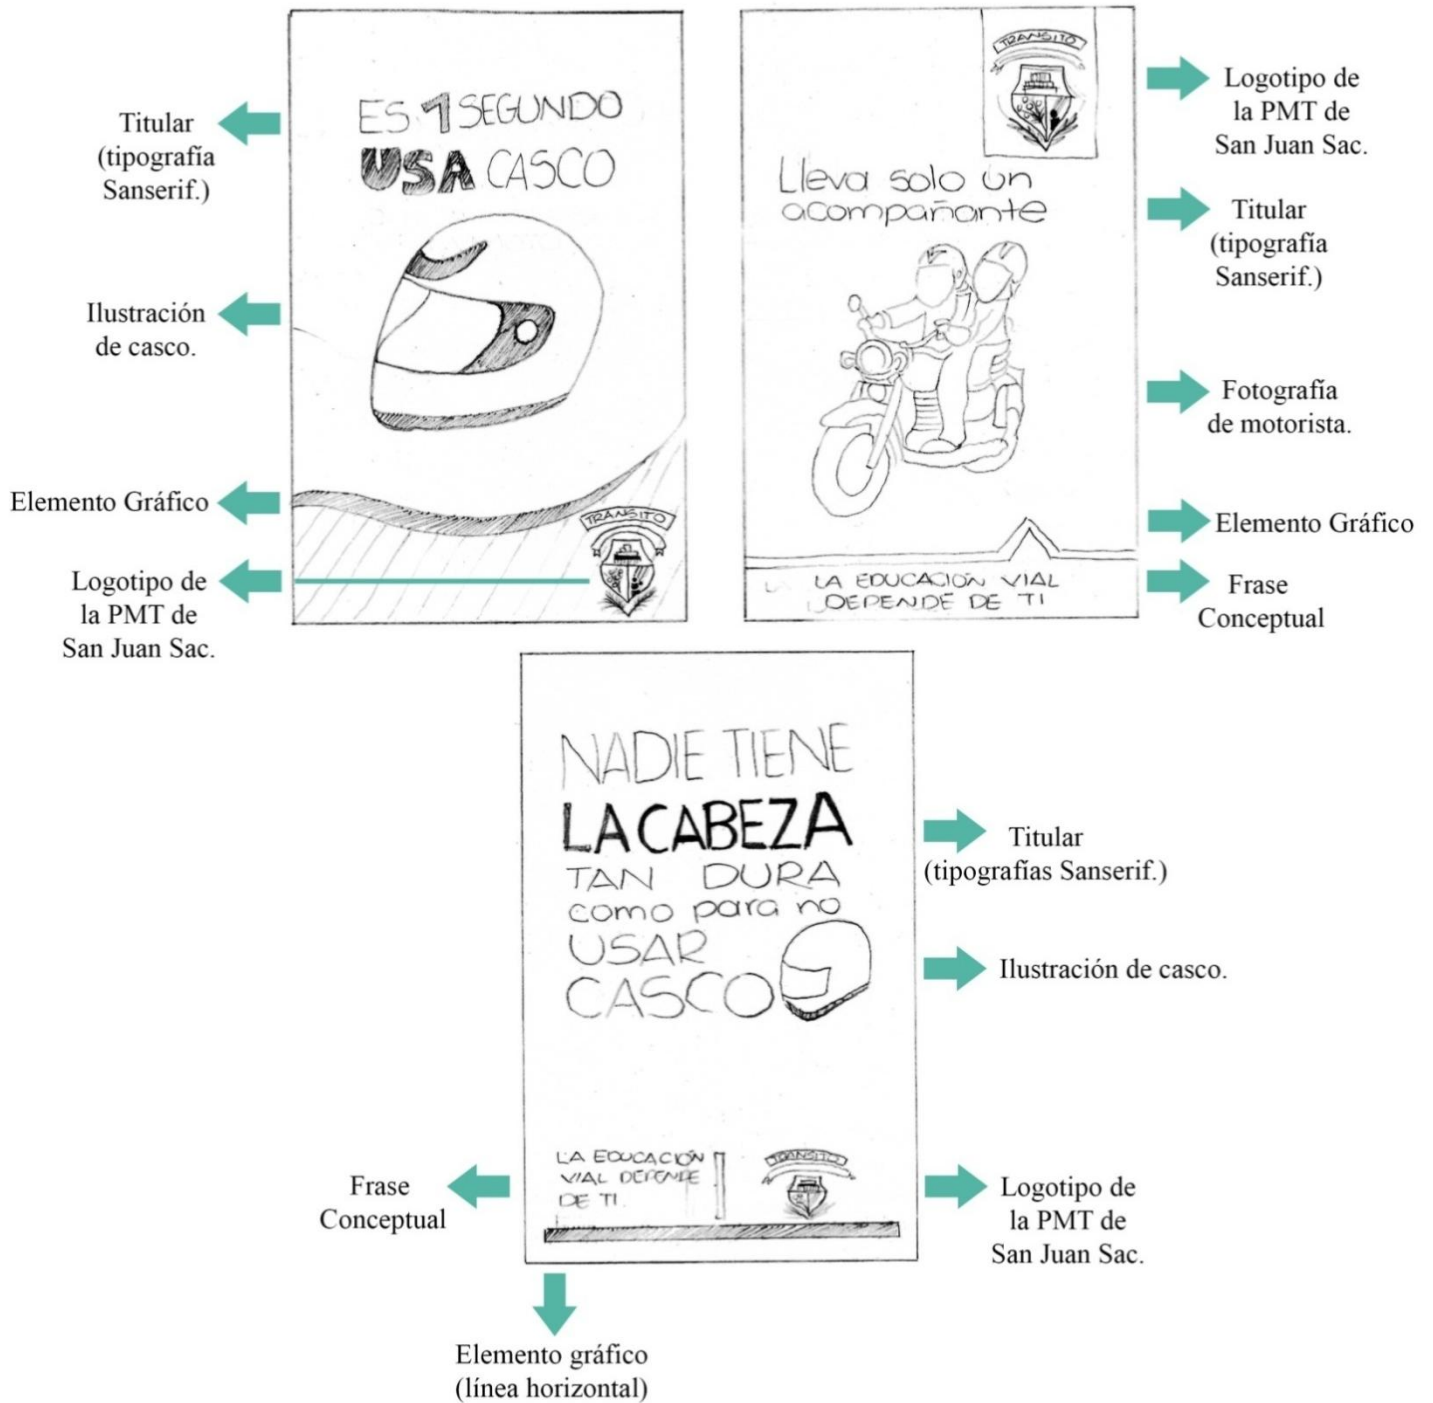 Titular
(tipografía
Sanserif.)
Ilustración
de casco.
Elemento Gráfico
Logotipo de
la PMT de
San Juan Sac.
ES 1 SEGUNDO
USA CASCO
TRANSITO
TRANSITO
Lleva solo un
acompañante
LA EDUCACIÓN VIAL
DEPENDE DE TI
Logotipo de
la PMT de
San Juan Sac.
Titular
(tipografía
Sanserif.)
Fotografía
de motorista.
Elemento Gráfico
Frase
Conceptual
NADIE TIENE
LA CABEZA
TAN DURA
como para no
USAR
CASCO
LA EDUCACIÓN
VIAL DEPENDE
DE TI.
TRANSITO
Titular
(tipografías Sanserif.)
Ilustración de casco.
Frase
Conceptual
Logotipo de
la PMT de
San Juan Sac.
Elemento gráfico
(línea horizontal)